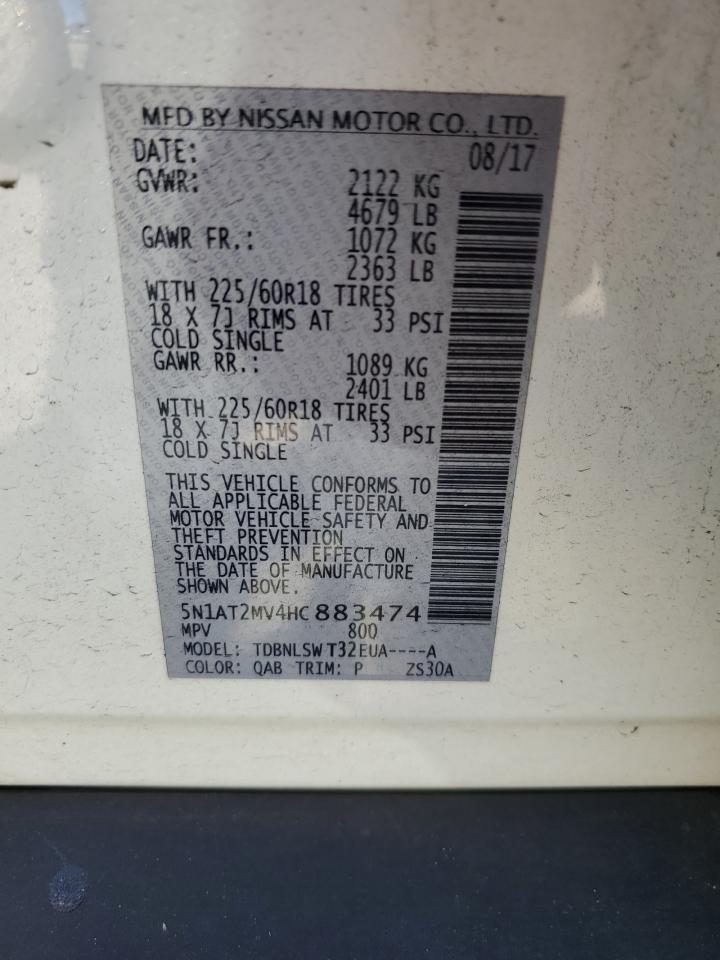 MFD BY NISSAN MOTOR CO., LTD.
DATE: 08/17
GVWR: 2122 KG
4679 LB
GAWR FR.: 1072 KG
2363 LB
WITH 225/60R18 TIRES
18 X 7J RIMS AT 33 PSI
COLD SINGLE
GAWR RR.: 1089 KG
2401 LB
WITH 225/60R18 TIRES
18 X 7J RIMS AT 33 PSI
COLD SINGLE
THIS VEHICLE CONFORMS TO
ALL APPLICABLE FEDERAL
MOTOR VEHICLE SAFETY AND
THEFT PREVENTION
STANDARDS IN EFFECT ON
THE DATE OF MANUFACTURE
SHOWN ABOVE.
5N1AT2MV4HC883474
MPV 800
MODEL: TDBNLSWT32EUA----A
COLOR: QAB TRIM: P ZS30A